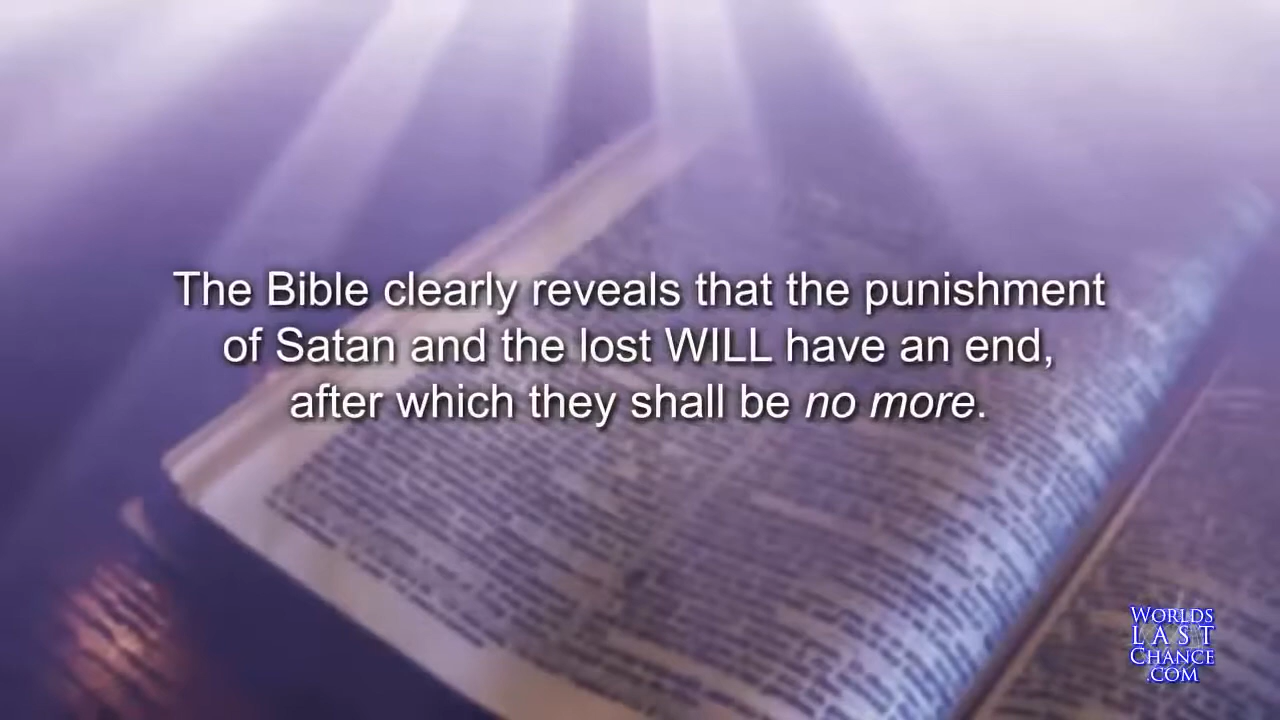 The Bible clearly reveals that the punishment
of Satan and the lost WILL have an end,
after which they shall be no more.
WORLDS
LAST
CHANCE
.COM